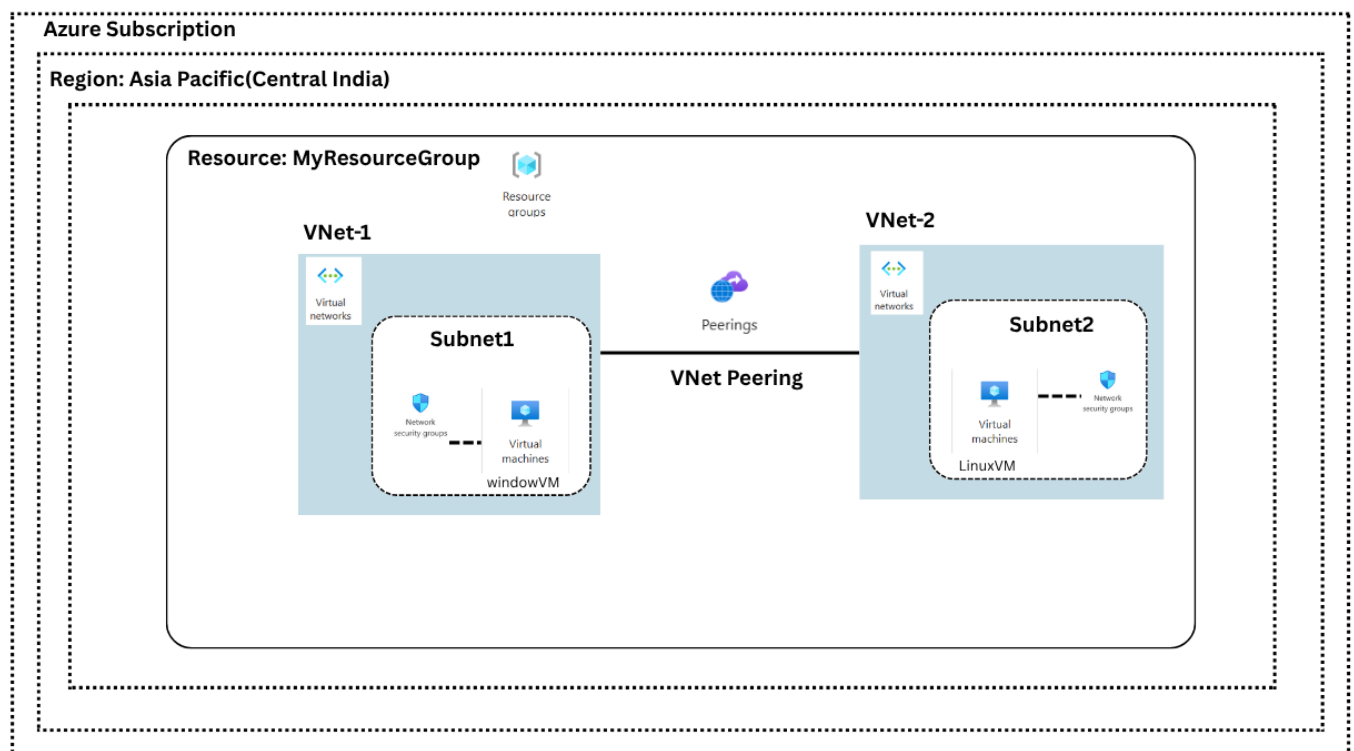 Azure Subscription
Region: Asia Pacific(Central India)
Resource: MyResourceGroup
Resource
groups
VNet-1
Virtual
networks
Subnet1
Network
security groups
Virtual
machines
windowVM
Peerings
VNet Peering
VNet-2
Virtual
networks
Subnet2
Virtual
machines
LinuxVM
Network
security groups